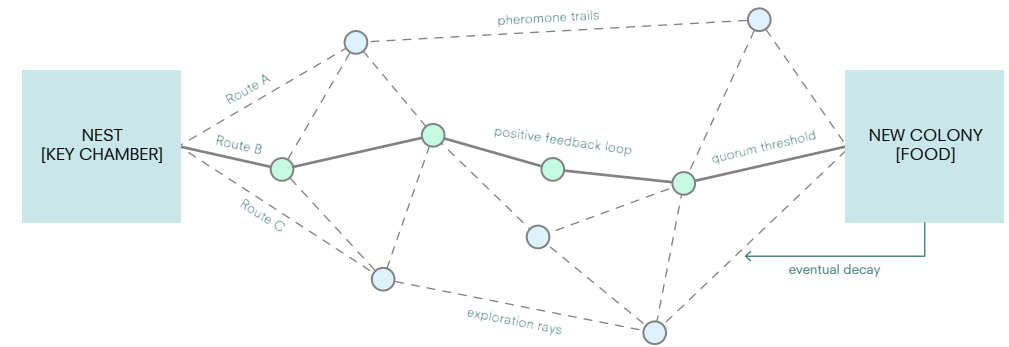 pheromone trails
Route A
NEST
[KEY CHAMBER]
Route B
positive feedback loop
quorum threshold
NEW COLONY
[FOOD]
Route C
eventual decay
exploration rays